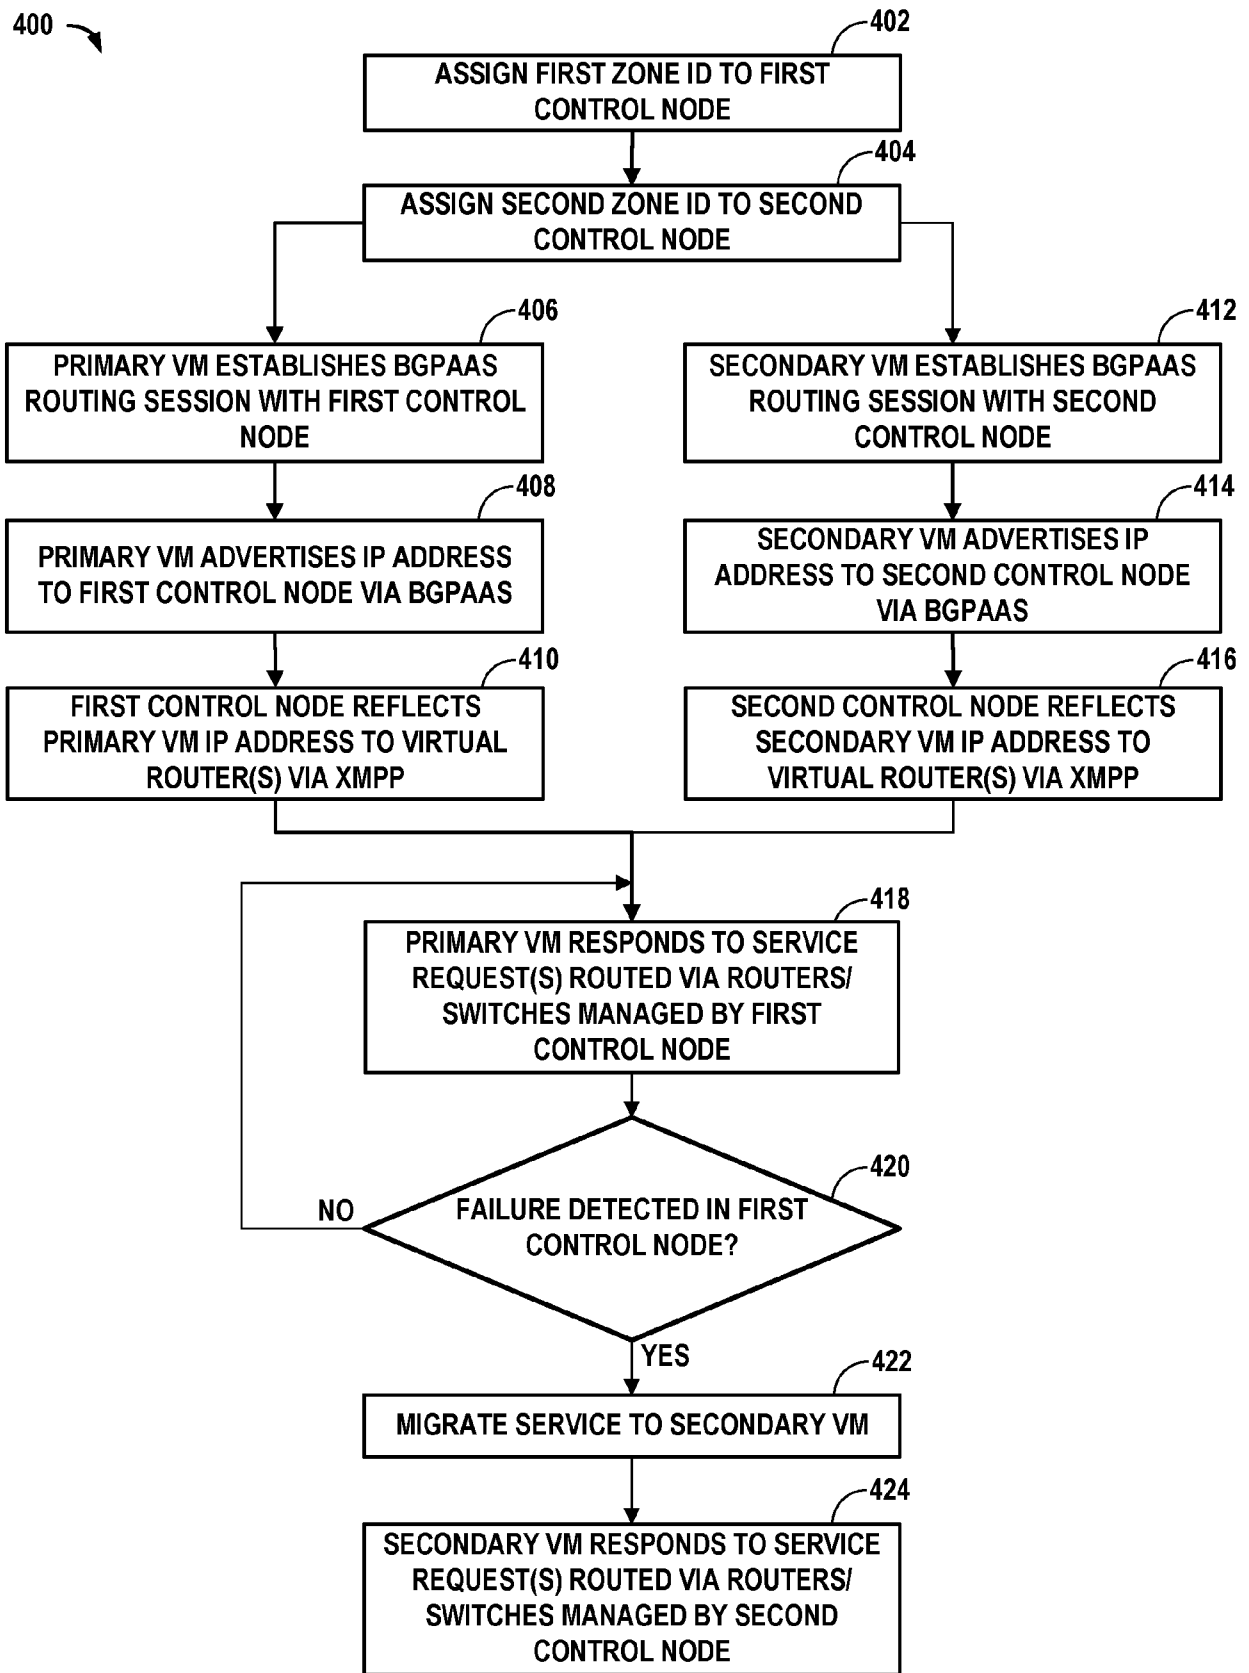 400
402
ASSIGN FIRST ZONE ID TO FIRST
CONTROL NODE
404
ASSIGN SECOND ZONE ID TO SECOND
CONTROL NODE
406
PRIMARY VM ESTABLISHES BGPAAS
ROUTING SESSION WITH FIRST CONTROL
NODE
408
PRIMARY VM ADVERTISES IP ADDRESS
TO FIRST CONTROL NODE VIA BGPAAS
410
FIRST CONTROL NODE REFLECTS
PRIMARY VM IP ADDRESS TO VIRTUAL
ROUTER(S) VIA XMPP
412
SECONDARY VM ESTABLISHES BGPAAS
ROUTING SESSION WITH SECOND
CONTROL NODE
414
SECONDARY VM ADVERTISES IP
ADDRESS TO SECOND CONTROL NODE
VIA BGPAAS
416
SECOND CONTROL NODE REFLECTS
SECONDARY VM IP ADDRESS TO
VIRTUAL ROUTER(S) VIA XMPP
418
PRIMARY VM RESPONDS TO SERVICE
REQUEST(S) ROUTED VIA ROUTERS/
SWITCHES MANAGED BY FIRST
CONTROL NODE
420
FAILURE DETECTED IN FIRST
CONTROL NODE?
NO
YES
422
MIGRATE SERVICE TO SECONDARY VM
424
SECONDARY VM RESPONDS TO SERVICE
REQUEST(S) ROUTED VIA ROUTERS/
SWITCHES MANAGED BY SECOND
CONTROL NODE